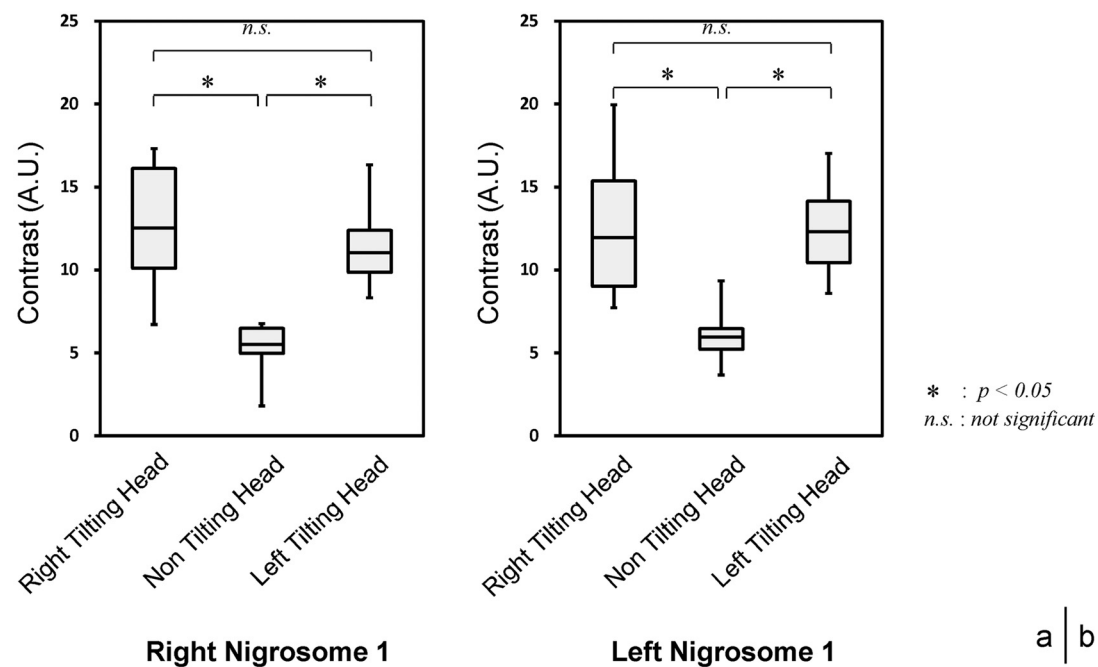 25
20
15
10
5
0
Contrast (A.U.)
n.s.
*
*
Right Tilting Head
Non Tilting Head
Left Tilting Head
Right Nigrosome 1
25
20
15
10
5
0
Contrast (A.U.)
n.s.
*
*
Right Tilting Head
Non Tilting Head
Left Tilting Head
Left Nigrosome 1
* : p < 0.05
n.s. : not significant
a | b